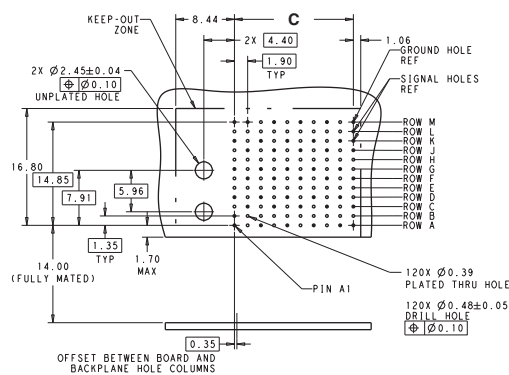 KEEP-OUT
ZONE
8.44
C
2X 4.40
1.06
GROUND HOLE
REF
1.90
TYP
2X Ø2.45±0.04
⌖ Ø0.10
UNPLATED HOLE
SIGNAL HOLES
REF
ROW M
ROW L
ROW K
ROW J
ROW H
ROW G
ROW F
ROW E
ROW D
ROW C
ROW B
ROW A
16.80
14.85
7.91
5.96
1.35
TYP
1.70
MAX
14.00
(FULLY MATED)
PIN A1
120X Ø0.39
PLATED THRU HOLE
120X Ø0.48±0.05
DRILL HOLE
⌖ Ø0.10
0.35
OFFSET BETWEEN BOARD AND
BACKPLANE HOLE COLUMNS